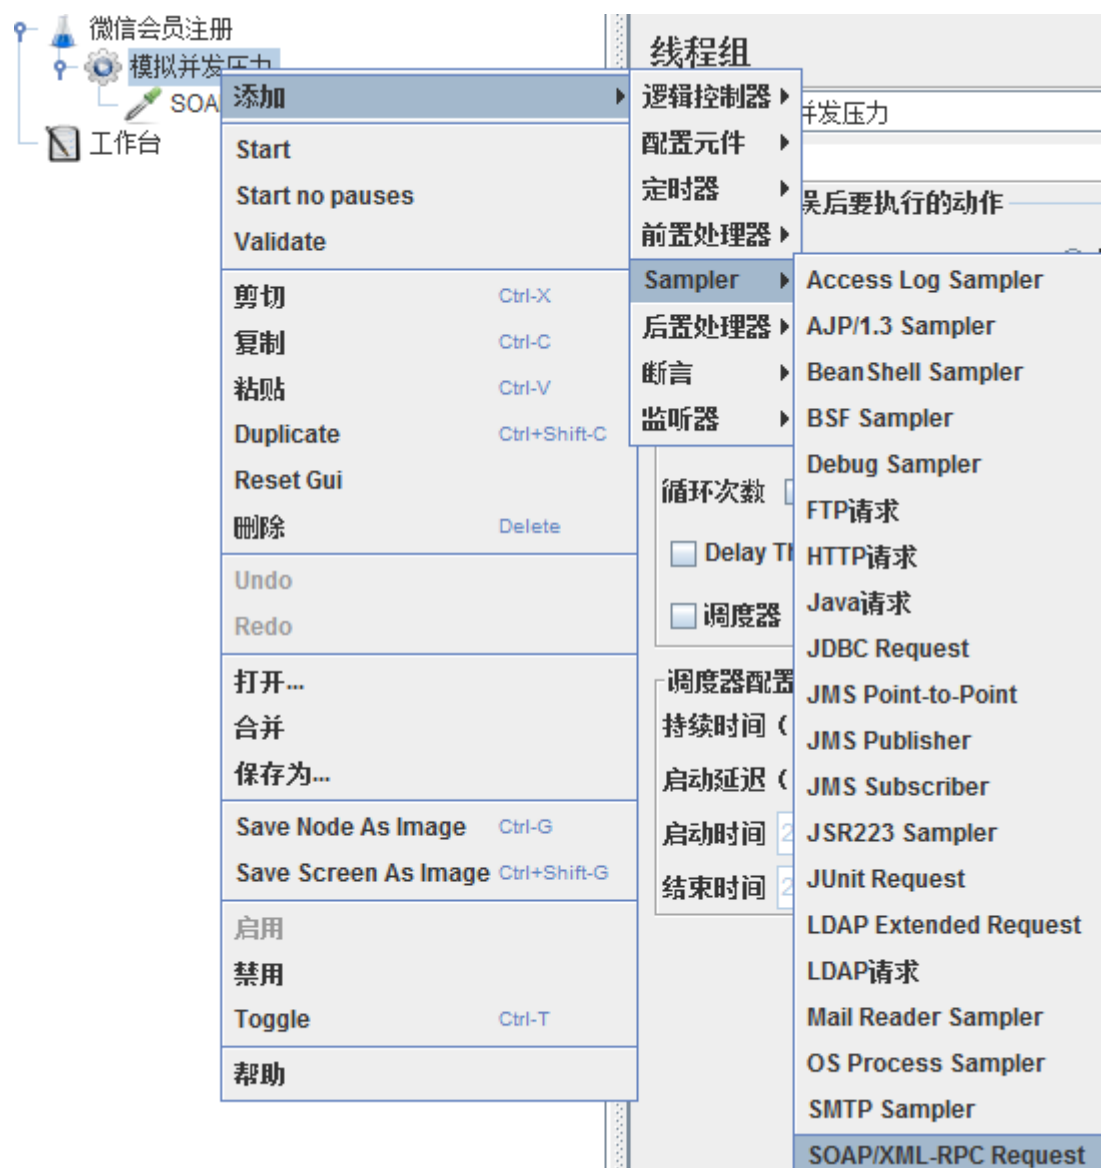 微信会员注册
模拟并发压力
SOA
工作台
添加
Start
Start no pauses
Validate
剪切 Ctrl-X
复制 Ctrl-C
粘贴 Ctrl-V
Duplicate Ctrl+Shift-C
Reset Gui
删除 Delete
Undo
Redo
打开...
合并
保存为...
Save Node As Image Ctrl-G
Save Screen As Image Ctrl+Shift-G
启用
禁用
Toggle Ctrl-T
帮助
线程组
并发压力
后要执行的动作
逻辑控制器
配置元件
定时器
前置处理器
Sampler
后置处理器
断言
监听器
循环次数
Delay Th
调度器
调度器配置
持续时间（
启动延迟（
启动时间 2
结束时间 2
Access Log Sampler
AJP/1.3 Sampler
BeanShell Sampler
BSF Sampler
Debug Sampler
FTP请求
HTTP请求
Java请求
JDBC Request
JMS Point-to-Point
JMS Publisher
JMS Subscriber
JSR223 Sampler
JUnit Request
LDAP Extended Request
LDAP请求
Mail Reader Sampler
OS Process Sampler
SMTP Sampler
SOAP/XML-RPC Request